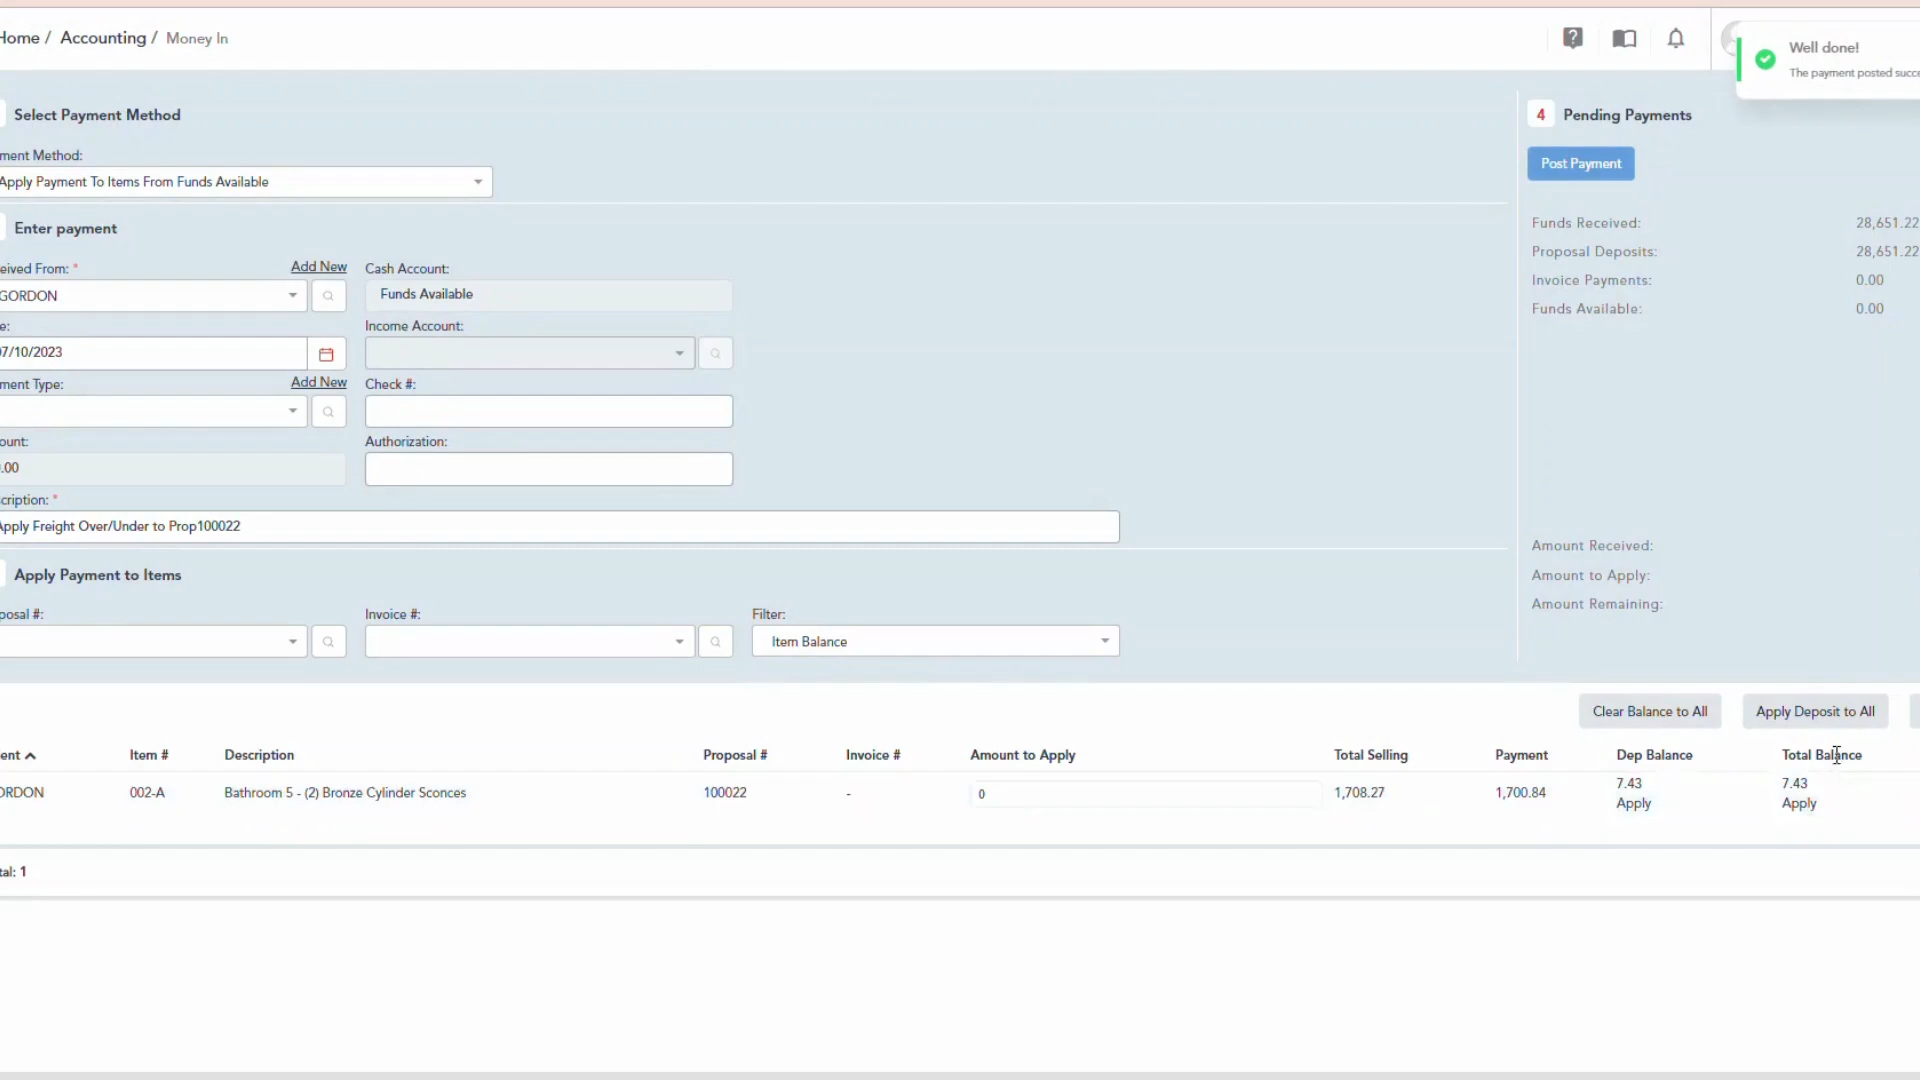 Home / Accounting / Money In
Well done!
The payment posted succe
Select Payment Method
ment Method:
Apply Payment To Items From Funds Available
Enter payment
eived From: * Add New
GORDON
e:
07/10/2023
ment Type: Add New
ount:
.00
Cash Account:
Funds Available
Income Account:
Check #:
Authorization:
cription: *
Apply Freight Over/Under to Prop100022
4 Pending Payments
Post Payment
Funds Received: 28,651.22
Proposal Deposits: 28,651.22
Invoice Payments: 0.00
Funds Available: 0.00
Amount Received:
Amount to Apply:
Amount Remaining:
Apply Payment to Items
posal #: Invoice #: Filter:
Item Balance
Clear Balance to All Apply Deposit to All
ent Item # Description Proposal # Invoice # Amount to Apply Total Selling Payment Dep Balance Total Balance
ORDON 002-A Bathroom 5 - (2) Bronze Cylinder Sconces 100022 - 0 1,708.27 1,700.84 7.43 7.43
Apply Apply
tal: 1